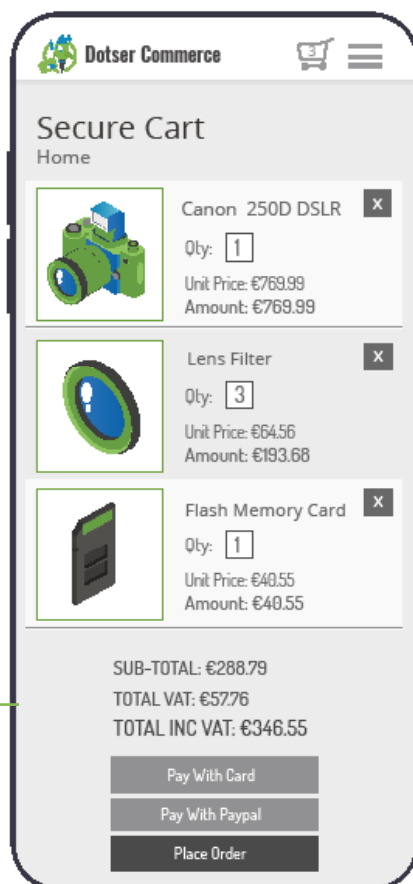 Dotser Commerce
3
Secure Cart
Home
Canon 250D DSLR
X
Qty: 1
Unit Price: €769.99
Amount: €769.99
Lens Filter
X
Qty: 3
Unit Price: €64.56
Amount: €193.68
Flash Memory Card
X
Qty: 1
Unit Price: €40.55
Amount: €40.55
SUB-TOTAL: €288.79
TOTAL VAT: €57.76
TOTAL INC VAT: €346.55
Pay With Card
Pay With Paypal
Place Order